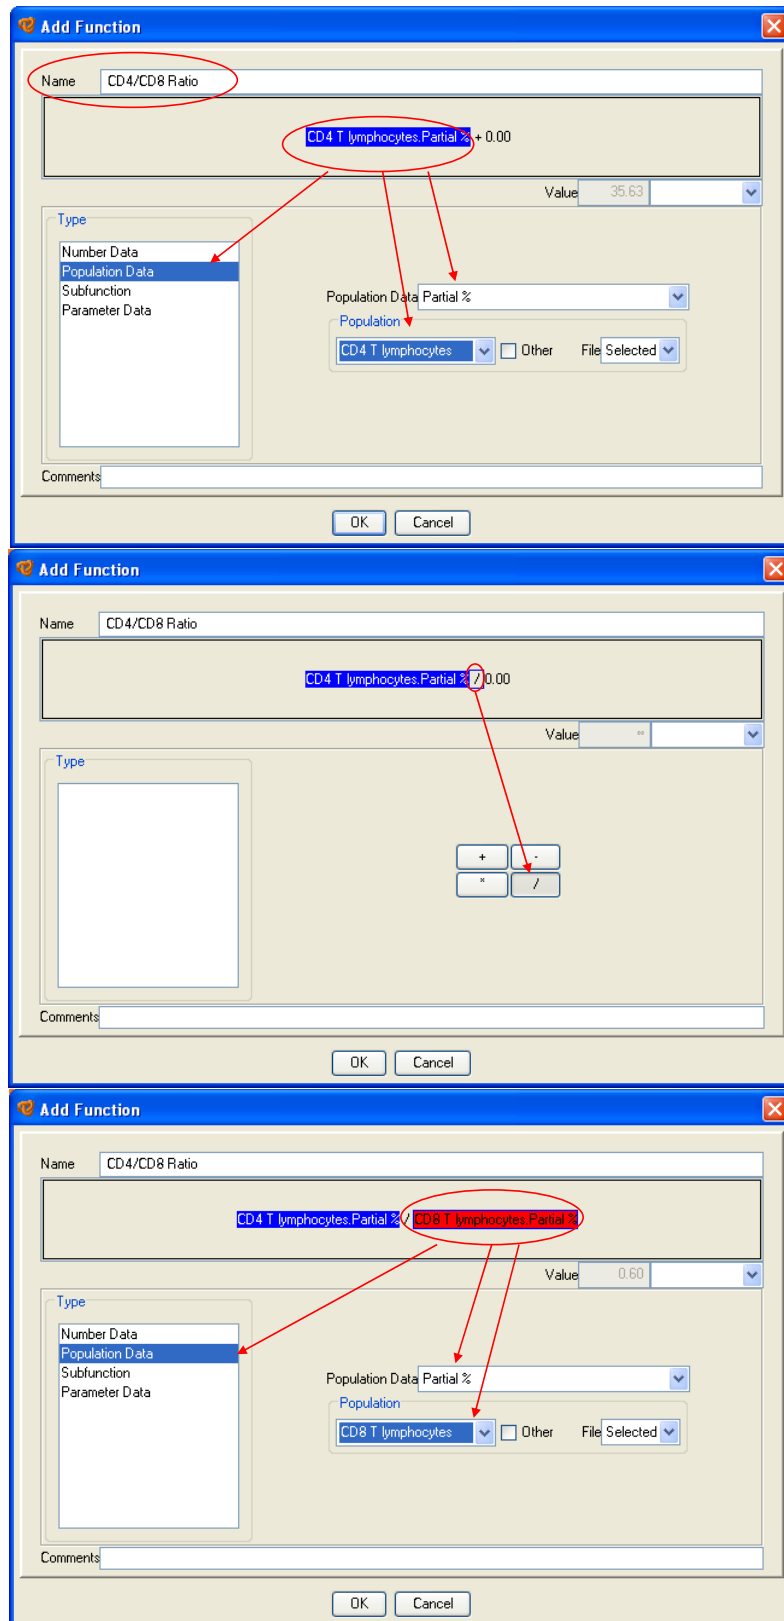 Add Function
Name CD4/CD8 Ratio
CD4 T lymphocytes.Partial % + 0.00
Value 35.63
Type
Number Data
Population Data
Subfunction
Parameter Data
Population Data Partial %
Population
CD4 T lymphocytes Other File Selected
Comments
OK Cancel
Add Function
Name CD4/CD8 Ratio
CD4 T lymphocytes.Partial % / 0.00
Value ∞
Type
+ -
* /
Comments
OK Cancel
Add Function
Name CD4/CD8 Ratio
CD4 T lymphocytes.Partial % / CD8 T lymphocytes.Partial %
Value 0.60
Type
Number Data
Population Data
Subfunction
Parameter Data
Population Data Partial %
Population
CD8 T lymphocytes Other File Selected
Comments
OK Cancel